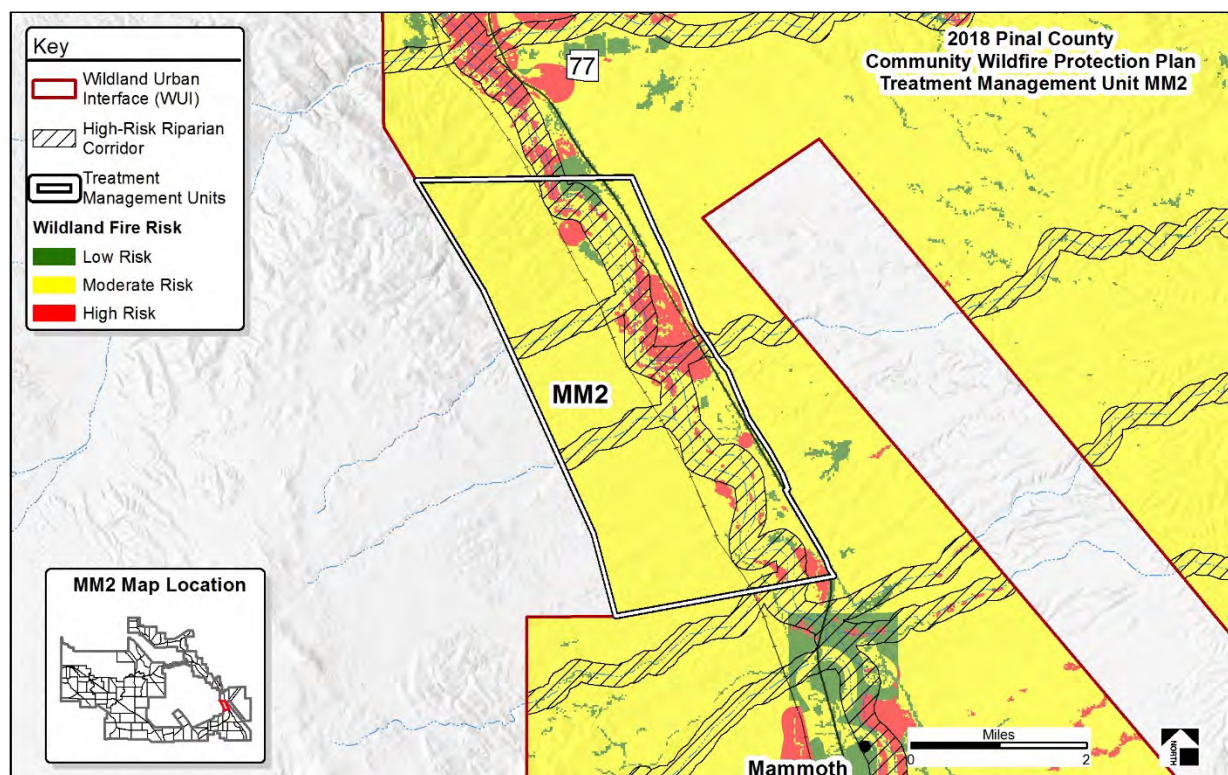 Key
Wildland Urban
Interface (WUI)
High-Risk Riparian
Corridor
Treatment
Management Units
Wildland Fire Risk
Low Risk
Moderate Risk
High Risk
77
2018 Pinal County
Community Wildfire Protection Plan
Treatment Management Unit MM2
MM2
MM2 Map Location
Miles
0
2
NORTH
Mammoth